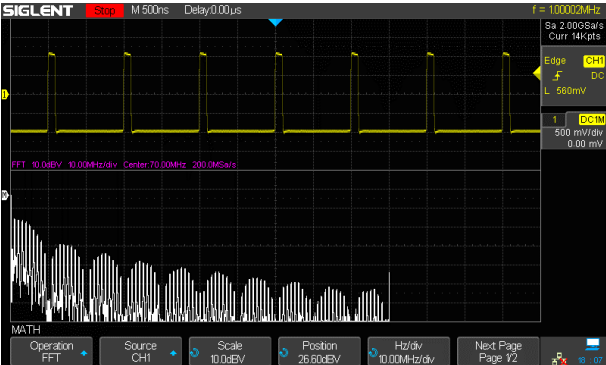 SIGLENT Stop M 500ns Delay:0.00µs f = 1.00002MHz
Sa 2.00GSa/s
Curr 14Kpts
Edge CH1
DC
L 560mV
1 DC1M
500 mV/div
0.00 mV
1
FFT 10.0dBV 10.00MHz/div Center:70.00MHz 200.0MSa/s
MATH
Operation Source Scale Position Hz/div Next Page
FFT CH1 10.0dBV 26.60dBV 10.00MHz/div Page 1/2
18 : 07